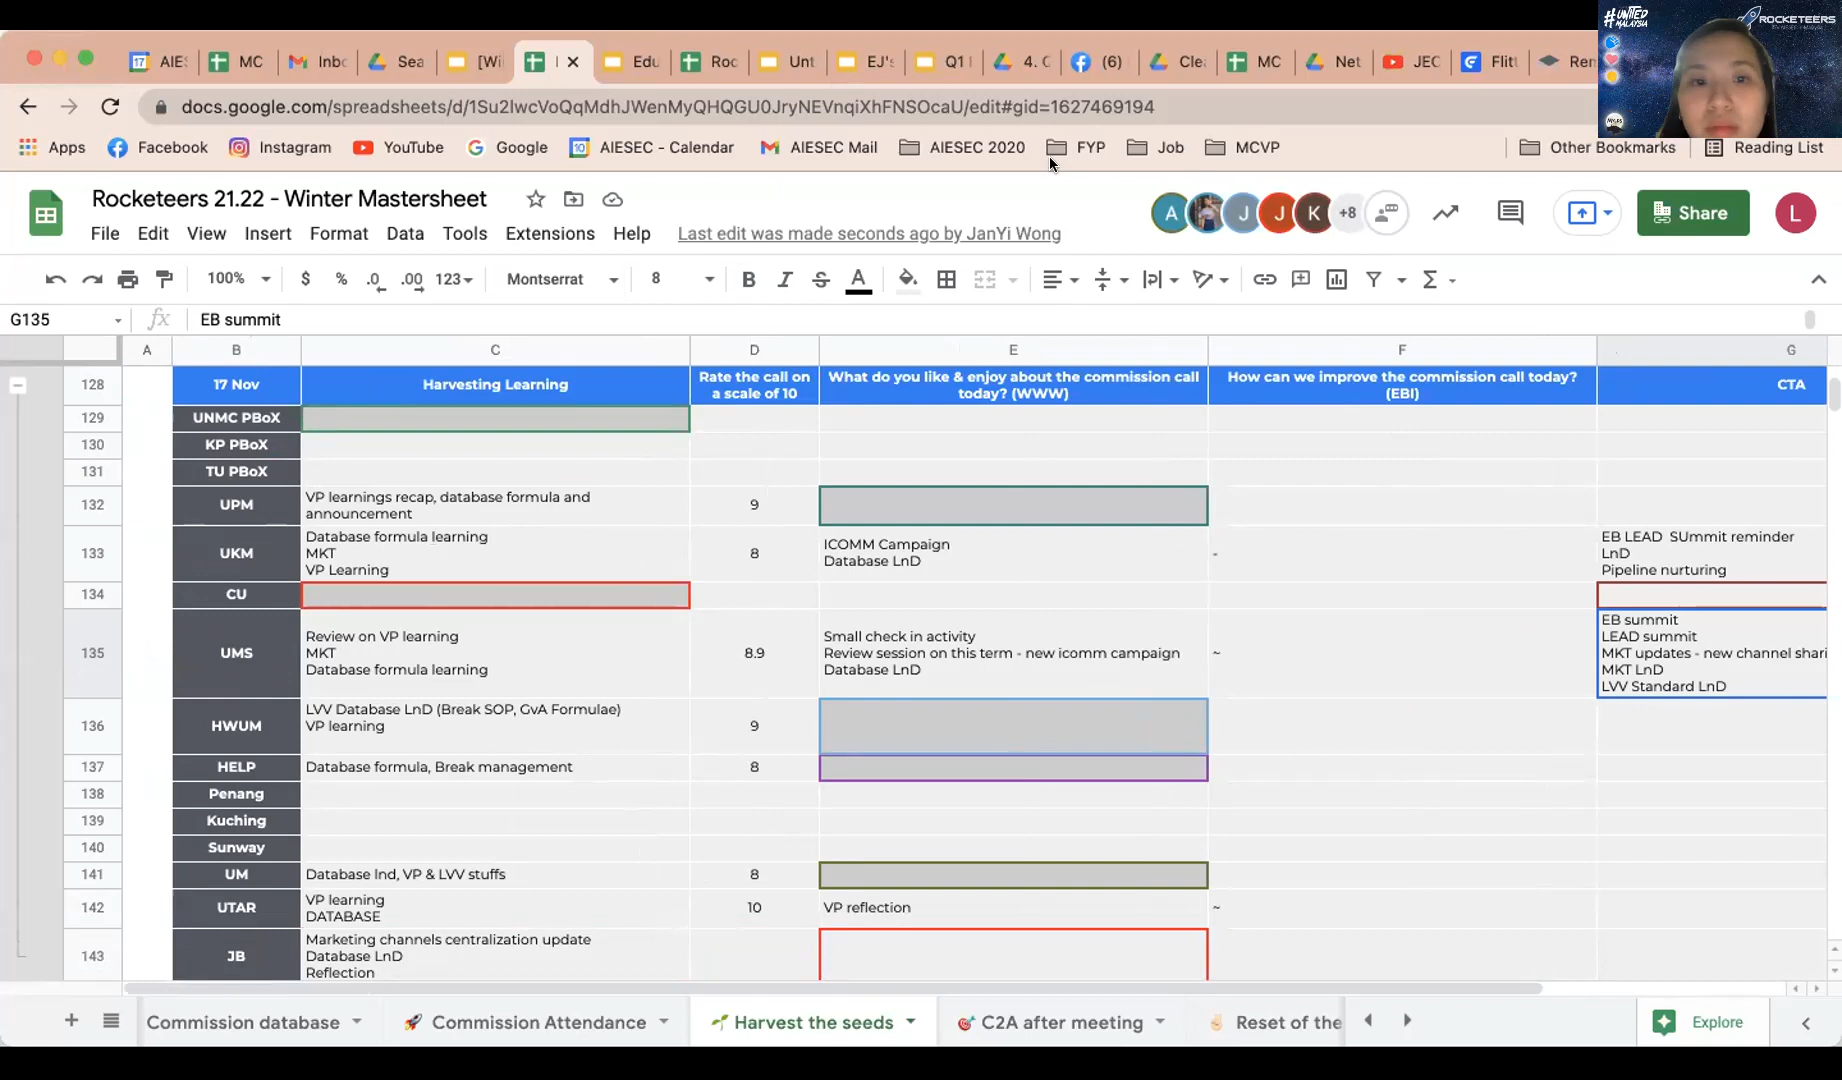 #UNITED
MALAYSIA
ROCKETEERS
AIES
MC
Inbo
Sea
[Wi
Edu
Roc
Unt
EJ's
Q1
4. C
(6)
Cle
MC
Net
JEC
Flitt
Ren
docs.google.com/spreadsheets/d/1Su2lwcVoQqMdhJWenMyQHQGU0JryNEVnqiXhFNSOcaU/edit#gid=1627469194
Apps
Facebook
Instagram
YouTube
Google
AIESEC - Calendar
AIESEC Mail
AIESEC 2020
FYP
Job
MCVP
Other Bookmarks
Reading List
Rocketeers 21.22 - Winter Mastersheet
A
J
J
K
+8
Share
L
File Edit View Insert Format Data Tools Extensions Help
Last edit was made seconds ago by JanYi Wong
100% $ % .0 .00 123 Montserrat 8 B I S A
G135
fx
EB summit
A B C D E F G
128 17 Nov Harvesting Learning
Rate the call on
a scale of 10
What do you like & enjoy about the commission call
today? (WWW)
How can we improve the commission call today?
(EBI)
CTA
129 UNMC PBoX
130 KP PBoX
131 TU PBoX
132 UPM
VP learnings recap, database formula and
announcement
9
133 UKM
Database formula learning
MKT
VP Learning
8
ICOMM Campaign
Database LnD
-
EB LEAD SUmmit reminder
LnD
Pipeline nurturing
134 CU
135 UMS
Review on VP learning
MKT
Database formula learning
8.9
Small check in activity
Review session on this term - new icomm campaign
Database LnD
~
EB summit
LEAD summit
MKT updates - new channel shari
MKT LnD
LVV Standard LnD
136 HWUM
LVV Database LnD (Break SOP, GvA Formulae)
VP learning
9
137 HELP
Database formula, Break management
8
138 Penang
139 Kuching
140 Sunway
141 UM
Database lnd, VP & LVV stuffs
8
142 UTAR
VP learning
DATABASE
10
VP reflection
~
143 JB
Marketing channels centralization update
Database LnD
Reflection
Commission database
Commission Attendance
Harvest the seeds
C2A after meeting
Reset of the
Explore